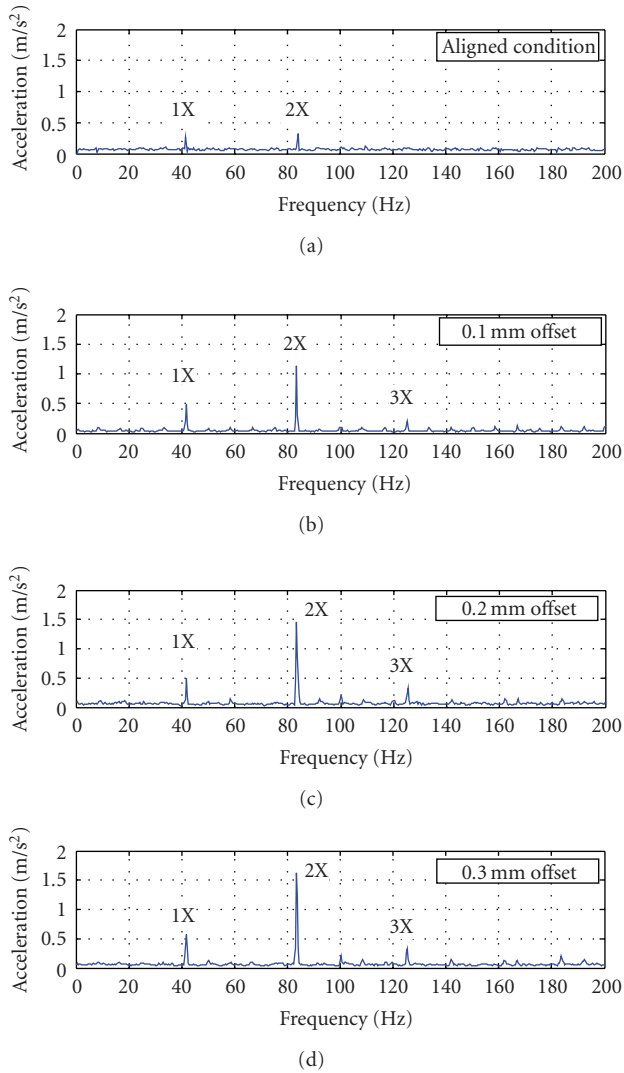 Aligned condition
Acceleration (m/s²)
2
1.5
1
0.5
0
1X
2X
0 20 40 60 80 100 120 140 160 180 200
Frequency (Hz)
(a)
0.1 mm offset
Acceleration (m/s²)
2
1.5
1
0.5
0
1X
2X
3X
0 20 40 60 80 100 120 140 160 180 200
Frequency (Hz)
(b)
0.2 mm offset
Acceleration (m/s²)
2
1.5
1
0.5
0
1X
2X
3X
0 20 40 60 80 100 120 140 160 180 200
Frequency (Hz)
(c)
0.3 mm offset
Acceleration (m/s²)
2
1.5
1
0.5
0
1X
2X
3X
0 20 40 60 80 100 120 140 160 180 200
Frequency (Hz)
(d)